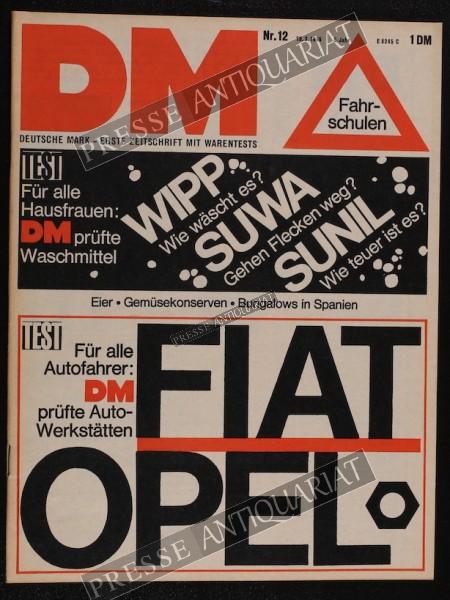 DM
Nr. 12
E 6245 C
1 DM
Fahr-
schulen
DEUTSCHE MARK - ERSTE ZEITSCHRIFT MIT WARENTESTS
TEST
Für alle
Hausfrauen:
DM prüfte
Waschmittel
WIPP
Wie wäscht es?
SUWA
Gehen Flecken weg?
SUNIL
Wie teuer ist es?
Eier • Gemüsekonserven • Bungalows in Spanien
TEST
Für alle
Autofahrer:
DM
prüfte Auto-
Werkstätten
FIAT
OPEL
PRESSE ANTIQUARIAT
PRESSE ANTIQUARIAT
PRESSE ANTIQUARIAT